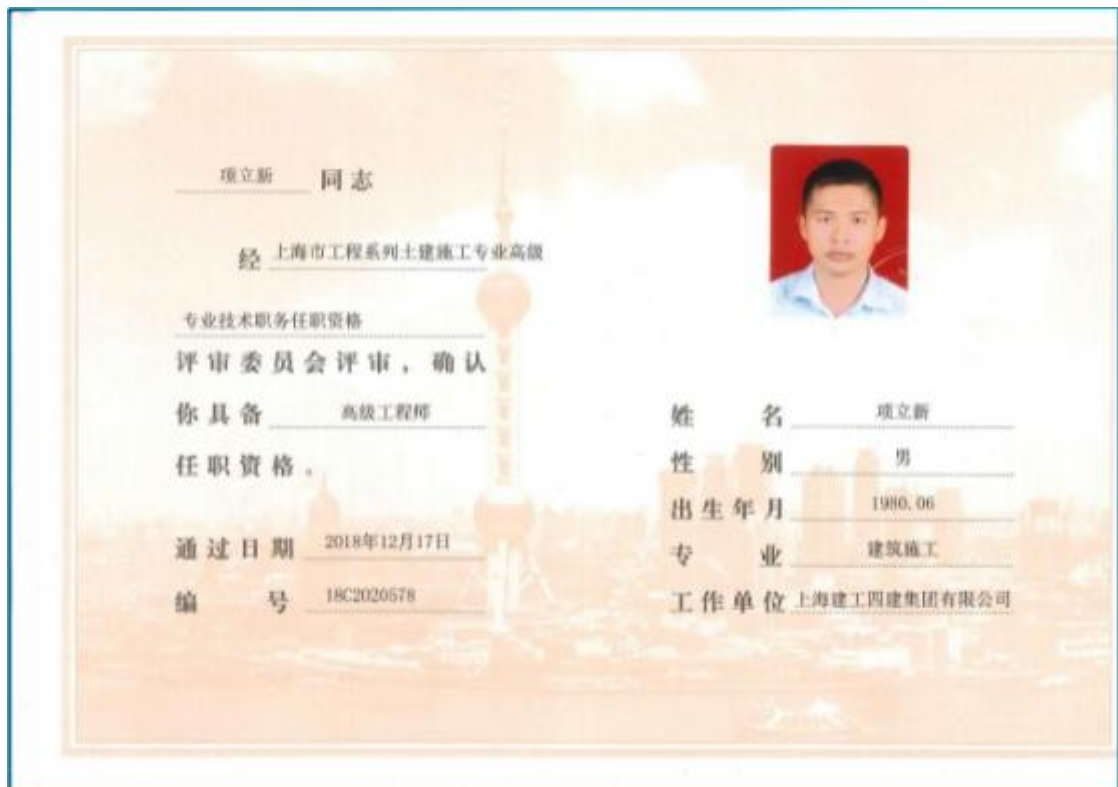 项立新 同志
经 上海市工程系列土建施工专业高级
专业技术职务任职资格
评审委员会评审，确认
你具备 高级工程师
任职资格。
通过日期 2018年12月17日
编号 18C2020578
姓名 项立新
性别 男
出生年月 1980.06
专业 建筑施工
工作单位 上海建工四建集团有限公司